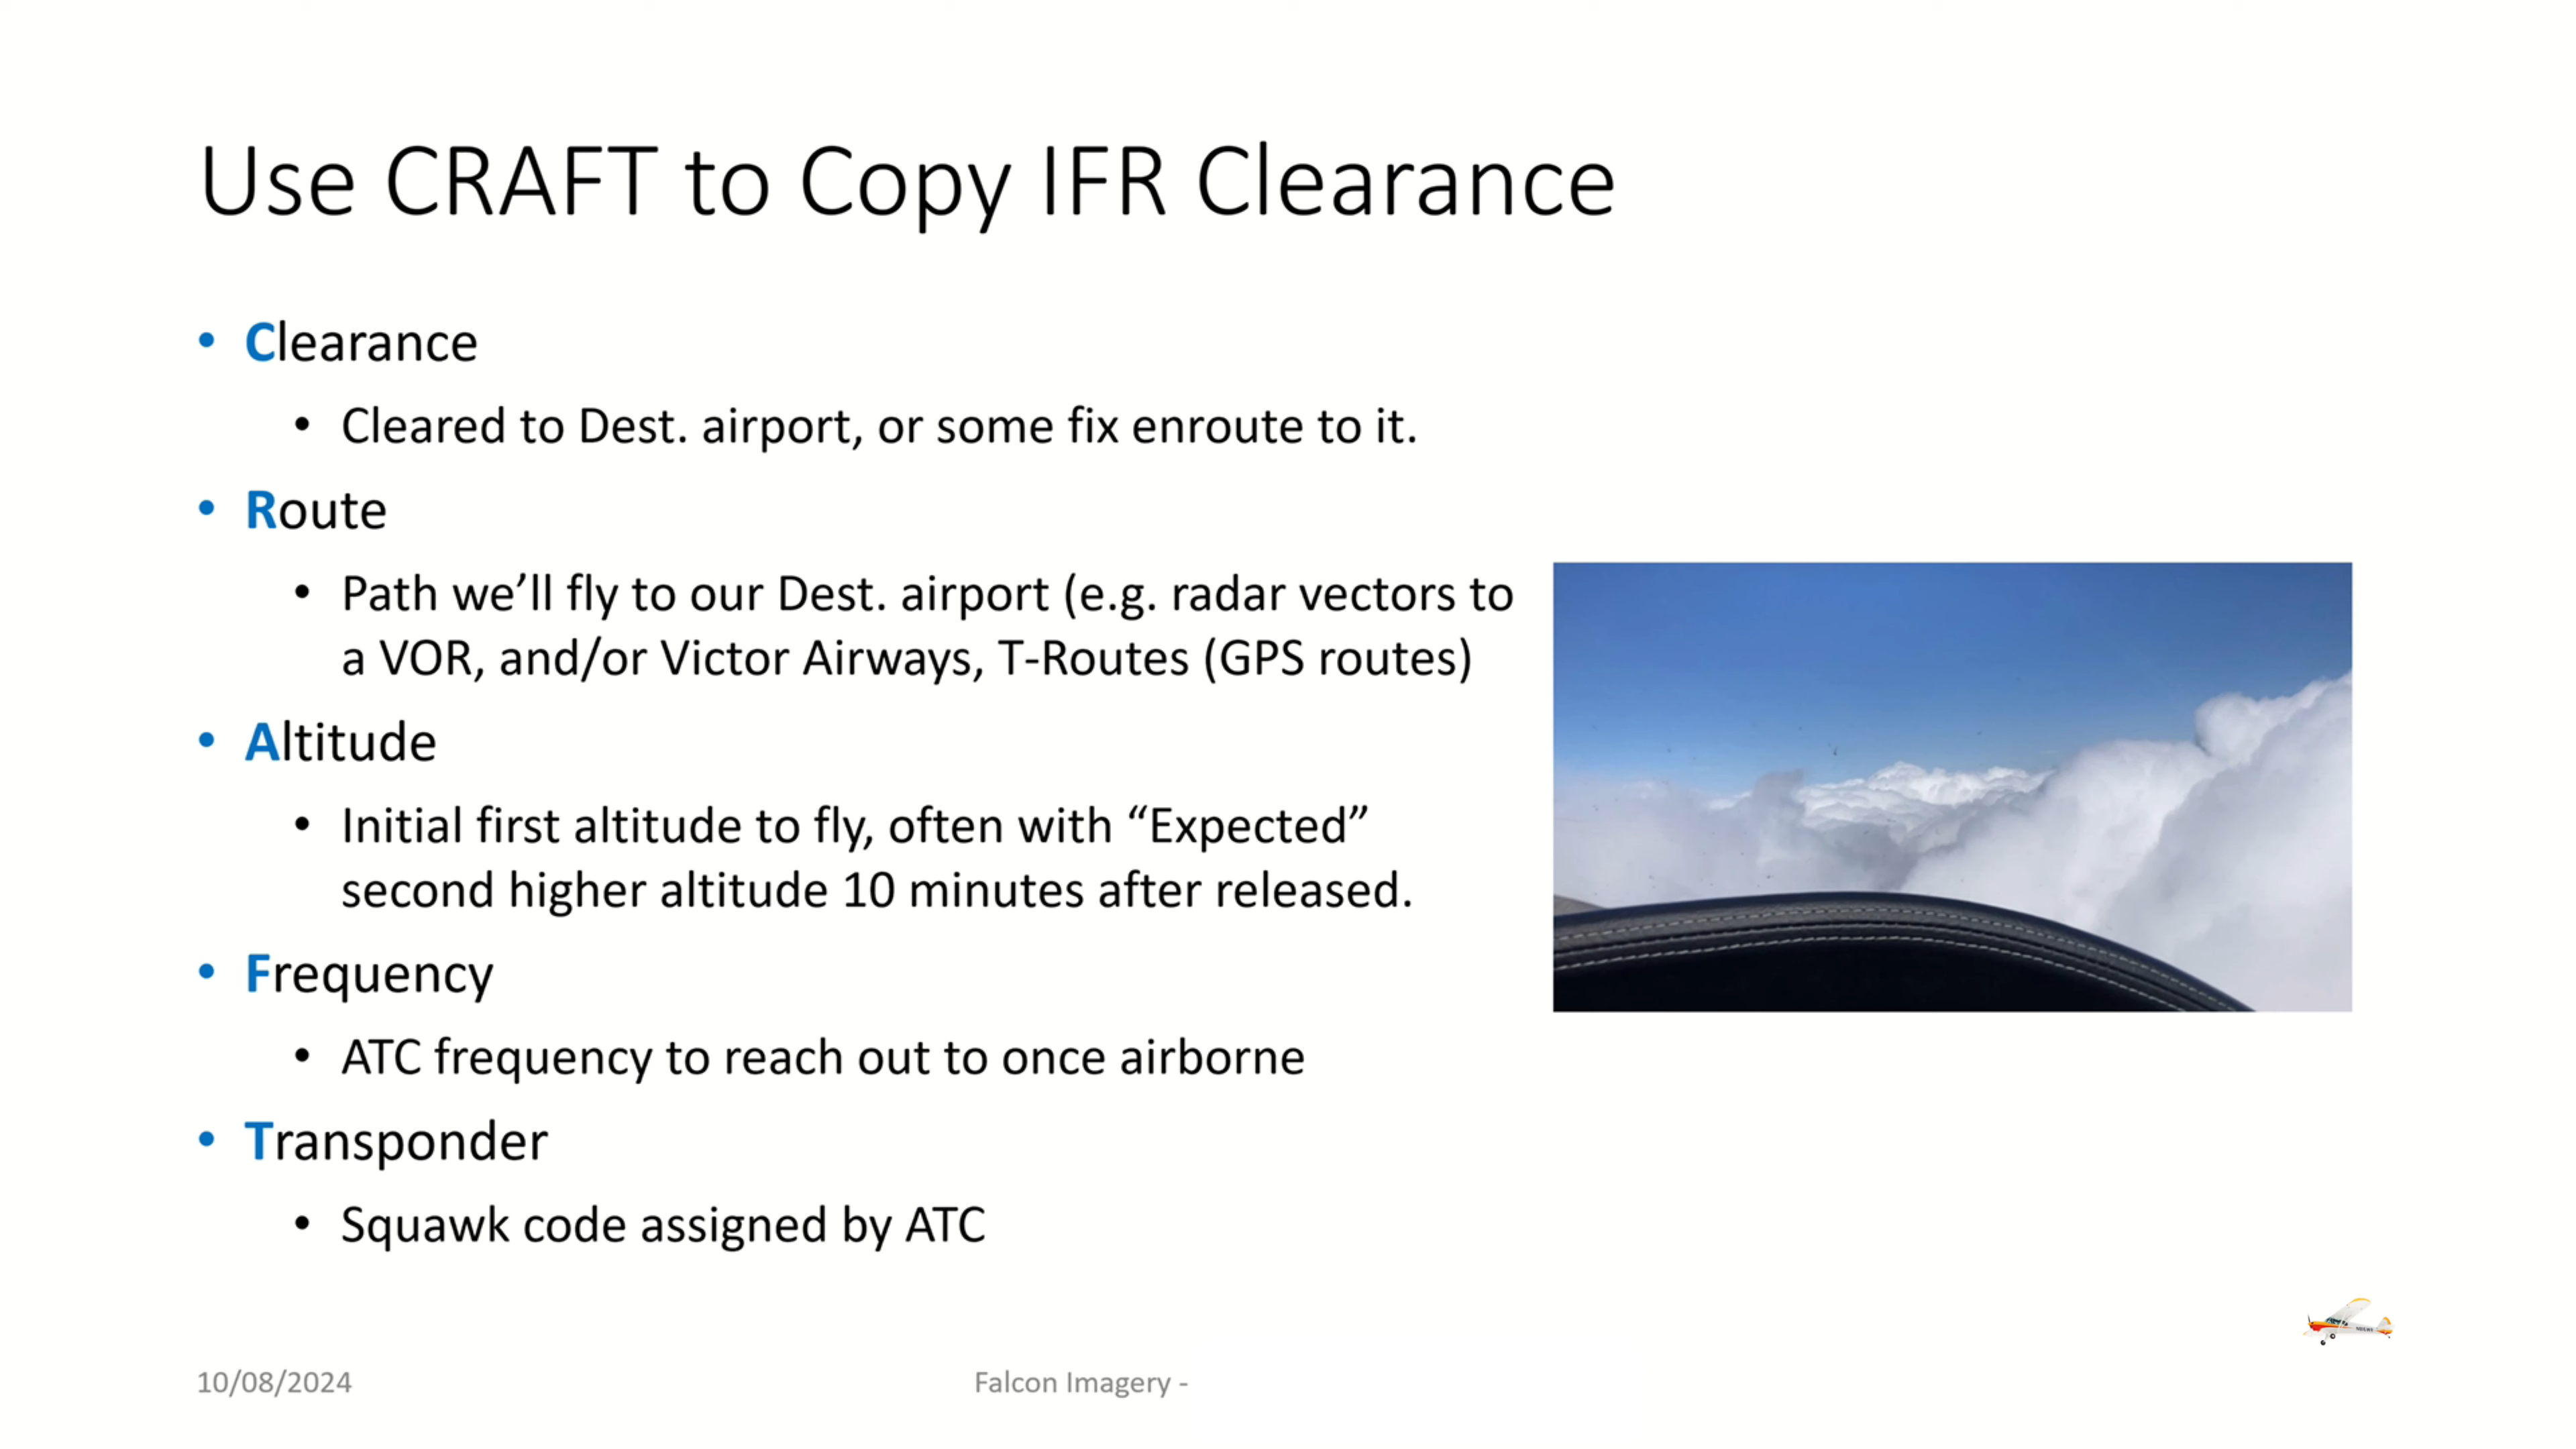 Use CRAFT to Copy IFR Clearance
• Clearance
• Cleared to Dest. airport, or some fix enroute to it.
• Route
• Path we’ll fly to our Dest. airport (e.g. radar vectors to
a VOR, and/or Victor Airways, T-Routes (GPS routes)
• Altitude
• Initial first altitude to fly, often with “Expected”
second higher altitude 10 minutes after released.
• Frequency
• ATC frequency to reach out to once airborne
• Transponder
• Squawk code assigned by ATC
10/08/2024
Falcon Imagery -